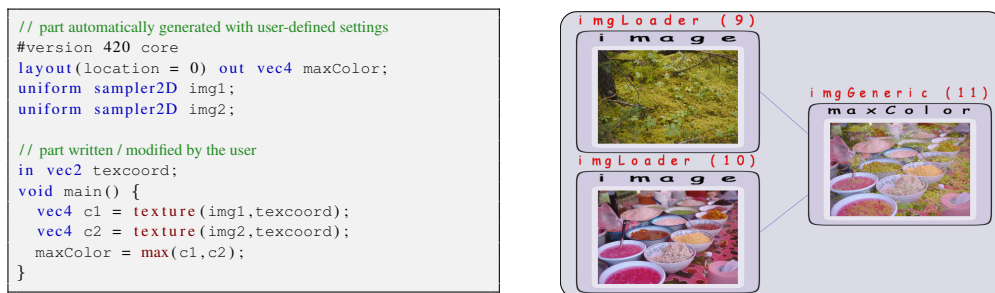 // part automatically generated with user-defined settings
#version 420 core
layout(location = 0) out vec4 maxColor;
uniform sampler2D img1;
uniform sampler2D img2;
// part written / modified by the user
in vec2 texcoord;
void main() {
vec4 c1 = texture(img1,texcoord);
vec4 c2 = texture(img2,texcoord);
maxColor = max(c1,c2);
}
imgLoader (9)
image
imgLoader (10)
image
imgGeneric (11)
maxColor